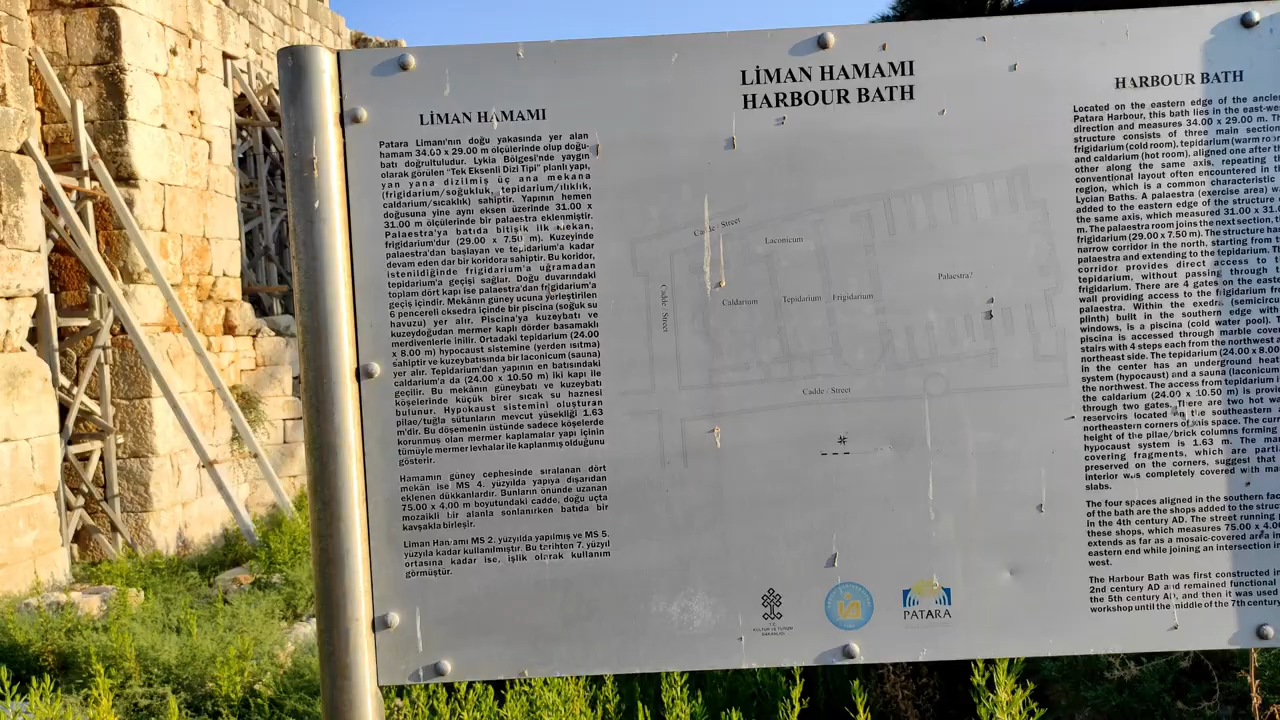 LİMAN HAMAMI
HARBOUR BATH
LİMAN HAMAMI
Patara Limanı'nın doğu yakasında yer alan
hamam 34.00 x 29.00 m ölçülerinde olup doğu-
batı doğrultuludur. Lykia Bölgesi'nde yaygın
olarak görülen "Tek Eksenli Dizi Tipi" planlı yapı,
yan yana dizilmiş üç ana mekana
(frigidarium/soğukluk, tepidarium/ılıklık,
caldarium/sıcaklık) sahiptir. Yapının hemen
doğusuna yine aynı eksen üzerinde 31.00 x
31.00 m ölçülerinde bir palaestra eklenmiştir.
Palaestra'ya batıda bitişik ilk mekan,
frigidarium'dur (29.00 x 7.50 m). Kuzeyinde
palaestra'dan başlayan ve tepidarium'a kadar
devam eden dar bir koridora sahiptir. Bu koridor,
istenildiğinde frigidarium'a uğramadan
tepidarium'a geçişi sağlar. Doğu duvarındaki
toplam dört kapı ise palaestra'dan frigidarium'a
geçiş içindir. Mekânın güney ucuna yerleştirilen
6 pencereli eksedra içinde bir piscina (soğuk su
havuzu) yer alır. Piscina'ya kuzeybatı ve
kuzeydoğudan mermer kaplı dörder basamaklı
merdivenlerle inilir. Ortadaki tepidarium (24.00
x 8.00 m) hypocaust sistemine (yerden ısıtma)
sahiptir ve kuzeybatısında bir laconicum (sauna)
yer alır. Tepidarium'dan yapının en batısındaki
caldarium'a da (24.00 x 10.50 m) iki kapı ile
geçilir. Bu mekânın güneybatı ve kuzeybatı
köşelerinde küçük birer sıcak su haznesi
bulunur. Hypokaust sistemini oluşturan
pilae/tuğla sütunların mevcut yüksekliği 1.63
m'dir. Bu döşemenin üstünde sadece köşelerde
korunmuş olan mermer kaplamalar yapı içinin
tümüyle mermer levhalar ile kaplanmış olduğunu
gösterir.
Hamamın güney cephesinde sıralanan dört
mekân ise MS 4. yüzyılda yapıya dışarıdan
eklenen dükkanlardır. Bunların önünde uzanan
75.00 x 4.00 m boyutundaki cadde, doğu uçta
mozaikli bir alanla sonlanırken batıda bir
kavşakla birleşir.
Liman Hamamı MS 2. yüzyılda yapılmış ve MS 5.
yüzyıla kadar kullanılmıştır. Bu tarihten 7. yüzyıl
ortasına kadar ise, işlik olarak kullanım
görmüştür.
Cadde / Street
Laconicum
Cadde / Street
Caldarium
Tepidarium
Frigidarium
Palaestra?
Cadde / Street
T.C.
KÜLTÜR VE TURİZM
BAKANLIĞI
PATARA
HARBOUR BATH
Located on the eastern edge of the ancie
Patara Harbour, this bath lies in the east-we
direction and measures 34.00 x 29.00 m. Th
structure consists of three main section
frigidarium (cold room), tepidarium (warm roo
and caldarium (hot room), aligned one after th
other along the same axis, repeating th
conventional layout often encountered in th
region, which is a common characteristic
Lycian Baths. A palaestra (exercise area) wa
added to the eastern edge of the structure
the same axis, which measured 31.00 x 31.0
m. The palaestra room joins the next section, t
frigidarium (29.00 x 7.50 m). The structure has
narrow corridor in the north, starting from t
palaestra and extending to the tepidarium. T
corridor provides direct access to t
tepidarium, without passing through t
frigidarium. There are 4 gates on the easte
wall providing access to the frigidarium fr
palaestra. Within the exedra (semicircu
plinth) built in the southern edge with
windows, is a piscina (cold water pool). T
piscina is accessed through marble cove
stairs with 4 steps each from the northwest a
northeast side. The tepidarium (24.00 x 8.00
in the center has an underground heat
system (hypocaust) and a sauna (laconicum
the northwest. The access from tepidarium
the caldarium (24.00 x 10.50 m) is provi
through two gates. There are two hot wa
reservoirs located on the southeastern
northeastern corners of this space. The curr
height of the pilae/brick columns forming
hypocaust system is 1.63 m. The ma
covering fragments, which are partia
preserved on the corners, suggest that
interior was completely covered with ma
slabs.
The four spaces aligned in the southern fac
of the bath are the shops added to the struct
in the 4th century AD. The street running
these shops, which measures 75.00 x 4.00
extends as far as a mosaic-covered area in
eastern end while joining an intersection in
west.
The Harbour Bath was first constructed in
2nd century AD and remained functional
the 5th century AD, and then it was used
workshop until the middle of the 7th century